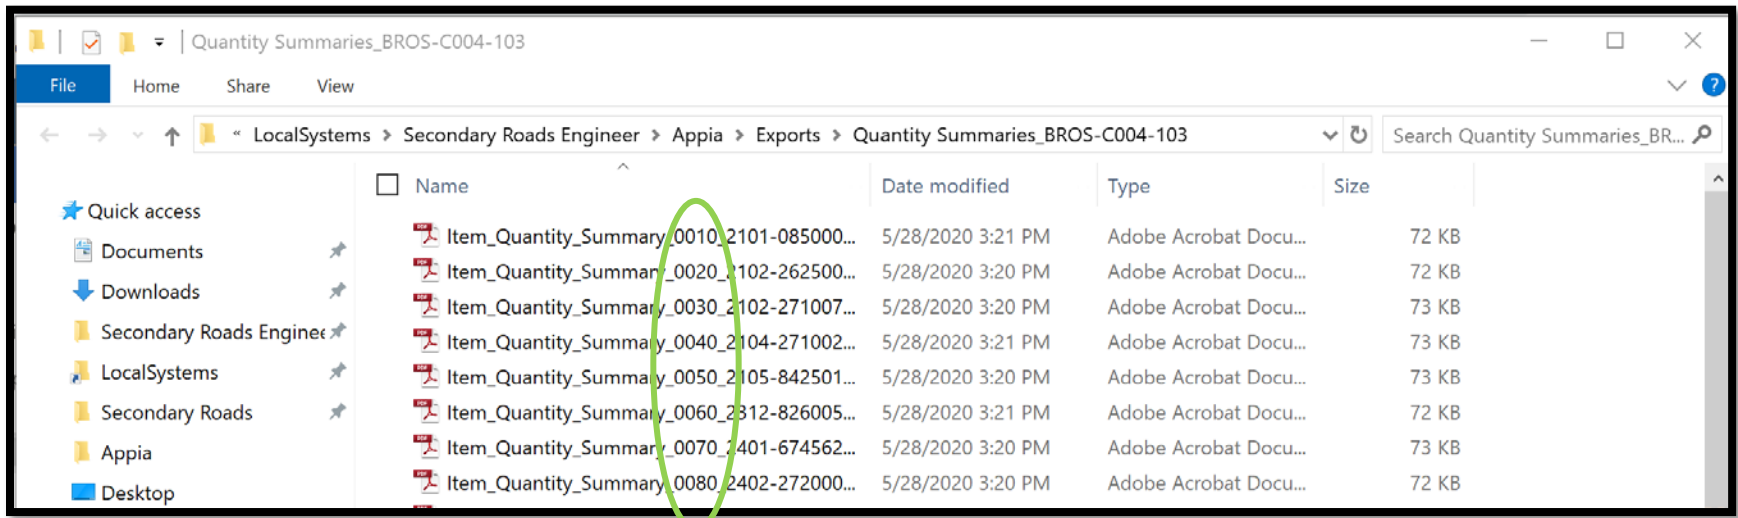 Quantity Summaries_BROS-C004-103
File Home Share View ?
« LocalSystems > Secondary Roads Engineer > Appia > Exports > Quantity Summaries_BROS-C004-103 Search Quantity Summaries_BR...
Name Date modified Type Size
Quick access
Documents
Downloads
Secondary Roads Enginee
LocalSystems
Secondary Roads
Appia
Desktop
Item_Quantity_Summary_0010_2101-085000... 5/28/2020 3:21 PM Adobe Acrobat Docu... 72 KB
Item_Quantity_Summary_0020_2102-262500... 5/28/2020 3:20 PM Adobe Acrobat Docu... 72 KB
Item_Quantity_Summary_0030_2102-271007... 5/28/2020 3:20 PM Adobe Acrobat Docu... 73 KB
Item_Quantity_Summary_0040_2104-271002... 5/28/2020 3:21 PM Adobe Acrobat Docu... 73 KB
Item_Quantity_Summary_0050_2105-842501... 5/28/2020 3:20 PM Adobe Acrobat Docu... 73 KB
Item_Quantity_Summary_0060_2312-826005... 5/28/2020 3:21 PM Adobe Acrobat Docu... 72 KB
Item_Quantity_Summary_0070_2401-674562... 5/28/2020 3:20 PM Adobe Acrobat Docu... 73 KB
Item_Quantity_Summary_0080_2402-272000... 5/28/2020 3:20 PM Adobe Acrobat Docu... 72 KB